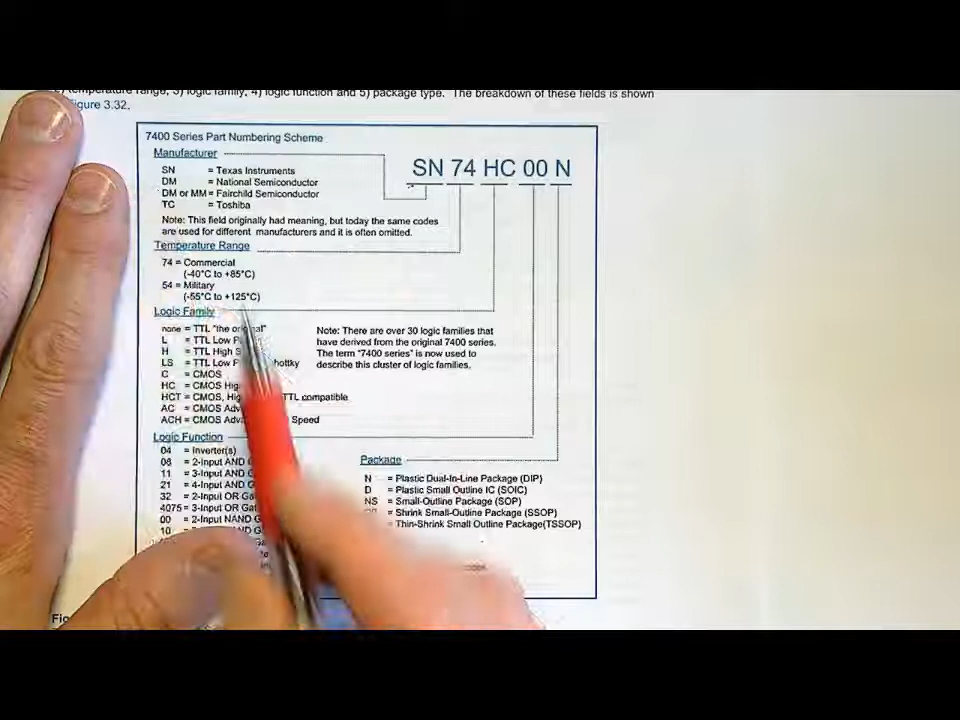 temperature range, 3) logic family, 4) logic function and 5) package type. The breakdown of these fields is shown
Figure 3.32.
7400 Series Part Numbering Scheme
Manufacturer
SN 74 HC 00 N
SN = Texas Instruments
DM = National Semiconductor
DM or MM = Fairchild Semiconductor
TC = Toshiba
Note: This field originally had meaning, but today the same codes
are used for different manufacturers and it is often omitted.
Temperature Range
74 = Commercial
(-40°C to +85°C)
54 = Military
(-55°C to +125°C)
Logic Family
none = TTL "the original"
L = TTL Low
H = TTL High
LS = TTL Low
C = CMOS
HC = CMOS
HCT = CMOS, TTL compatible
AC = CMOS
ACH = CMOS Speed
Note: There are over 30 logic families that
have derived from the original 7400 series.
The term "7400 series" is now used to
describe this cluster of logic families.
Logic Function
04 = Inverter(s)
08 = 2-Input AND
11 = 3-Input AND
21 = 4-Input AND
32 = 2-Input OR
4075 = 3-Input OR
00 = 2-Input NAND
10
Package
N = Plastic Dual-In-Line Package (DIP)
D = Plastic Small Outline IC (SOIC)
NS = Small-Outline Package (SOP)
= Shrink Small-Outline Package (SSOP)
= Thin-Shrink Small Outline Package(TSSOP)